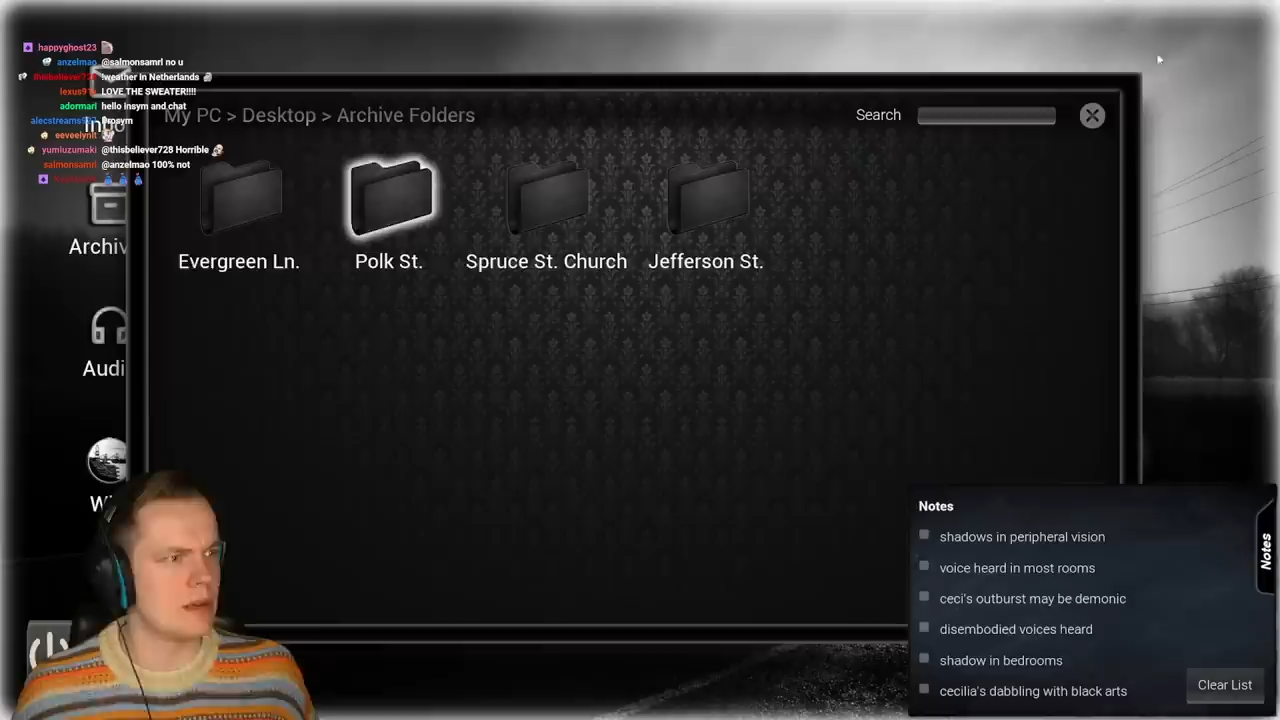 happyghost23
anzelmao @salmonsamrl no u
thisbeliever728 !weather in Netherlands
LOVE THE SWEATER!!!!
adormarl hello insym and chat
eeveelynit
yumiuzumaki @thisbeliever728 Horrible
salmonsamrl @anzelmao 100% not
My PC > Desktop > Archive Folders
Search
Evergreen Ln.
Polk St.
Spruce St. Church
Jefferson St.
Archiv
Audi
W
Notes
shadows in peripheral vision
voice heard in most rooms
ceci's outburst may be demonic
disembodied voices heard
shadow in bedrooms
cecilia's dabbling with black arts
Clear List
Notes